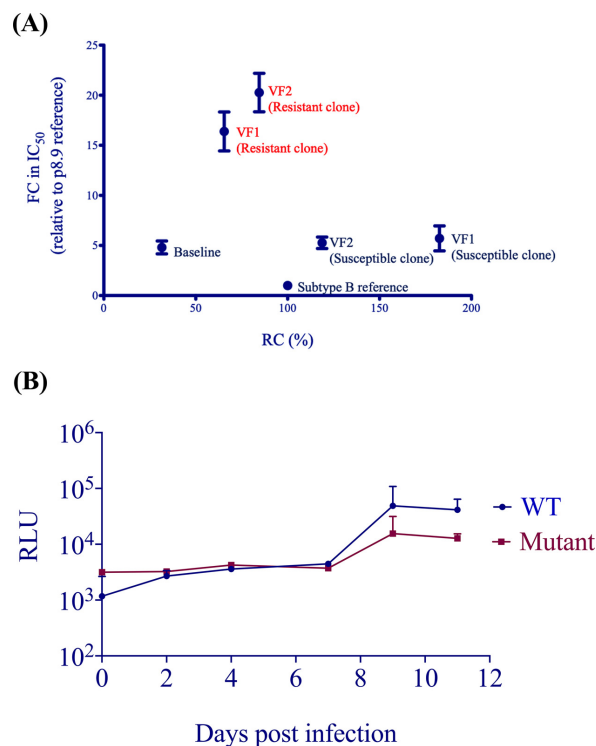 (A)
FC in IC50
(relative to p8.9 reference)
25
20
15
10
5
0
VF2
(Resistant clone)
VF1
(Resistant clone)
Baseline
VF2
(Susceptible clone)
VF1
(Susceptible clone)
Subtype B reference
0
50
100
150
200
RC (%)
(B)
RLU
10^6
10^5
10^4
10^3
10^2
WT
Mutant
0
2
4
6
8
10
12
Days post infection